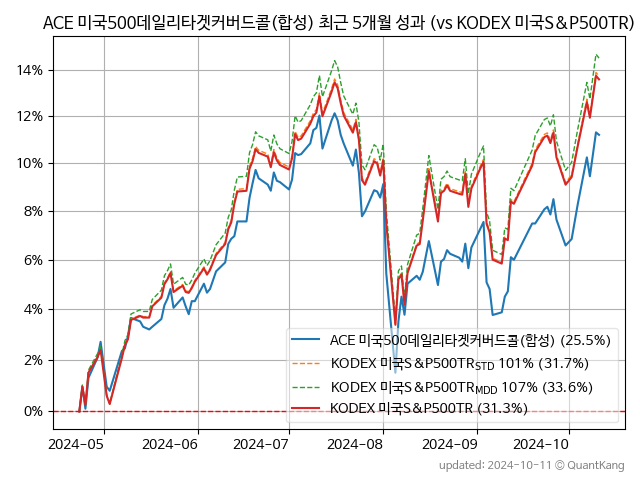 ACE 미국500데일리타겟커버드콜(합성) 최근 5개월 성과 (vs KODEX 미국S&P500TR)
14%
12%
10%
8%
6%
4%
2%
0%
ACE 미국500데일리타겟커버드콜(합성) (25.5%)
KODEX 미국S&P500TR_STD 101% (31.7%)
KODEX 미국S&P500TR_MDD 107% (33.6%)
KODEX 미국S&P500TR (31.3%)
2024-05 2024-06 2024-07 2024-08 2024-09 2024-10
updated: 2024-10-11 © QuantKang